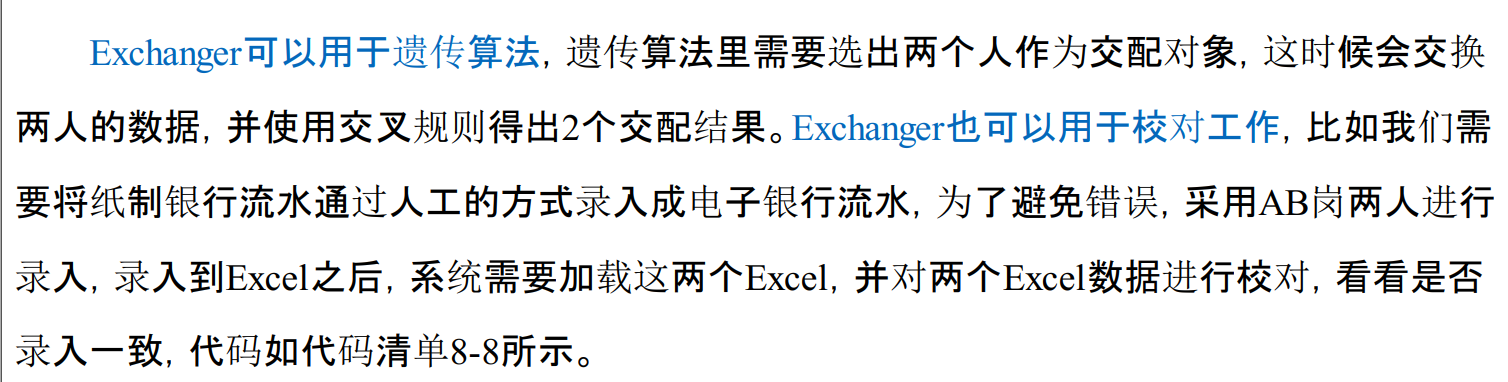 Exchanger可以用于遗传算法，遗传算法里需要选出两个人作为交配对象，这时候会交换
两人的数据，并使用交叉规则得出2个交配结果。Exchanger也可以用于校对工作，比如我们需
要将纸制银行流水通过人工的方式录入成电子银行流水，为了避免错误，采用AB岗两人进行
录入，录入到Excel之后，系统需要加载这两个Excel，并对两个Excel数据进行校对，看看是否
录入一致，代码如代码清单8-8所示。